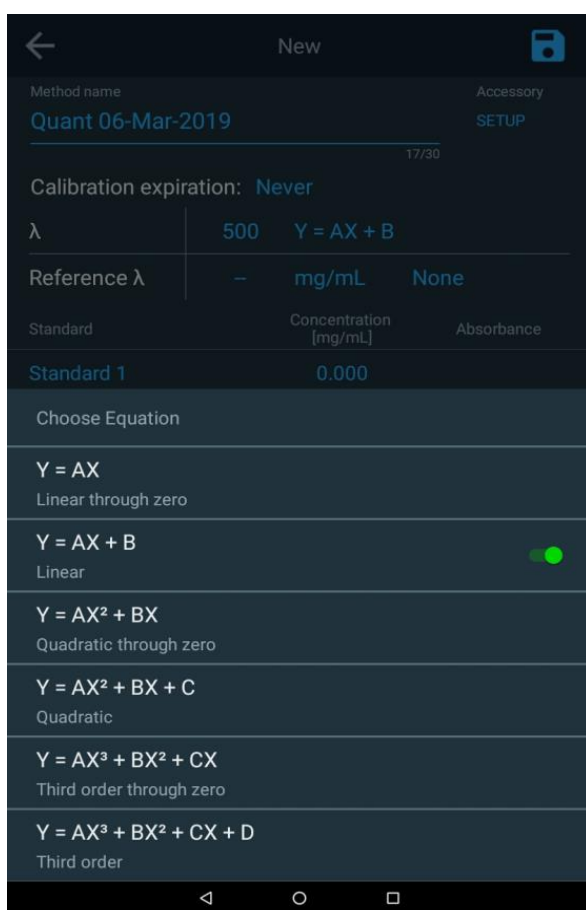 New
Method name
Accessory
Quant 06-Mar-2019
SETUP
17/30
Calibration expiration: Never
λ 500 Y = AX + B
Reference λ – mg/mL None
Standard Concentration [mg/mL] Absorbance
Standard 1 0.000
Choose Equation
Y = AX
Linear through zero
Y = AX + B
Linear
Y = AX² + BX
Quadratic through zero
Y = AX² + BX + C
Quadratic
Y = AX³ + BX² + CX
Third order through zero
Y = AX³ + BX² + CX + D
Third order